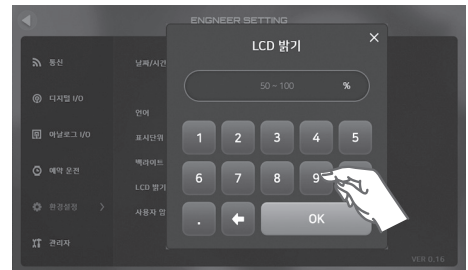 ENGNEER SETTING
LCD 밝기
×
통신
날짜/시간
50 ~ 100 %
디지털 I/O
언어
아날로그 I/O
표시단위
1 2 3 4 5
예약 운전
백라이트
6 7 8 9
LCD 밝기
환경설정 >
사용자 암
. OK
관리자
VER 0.16